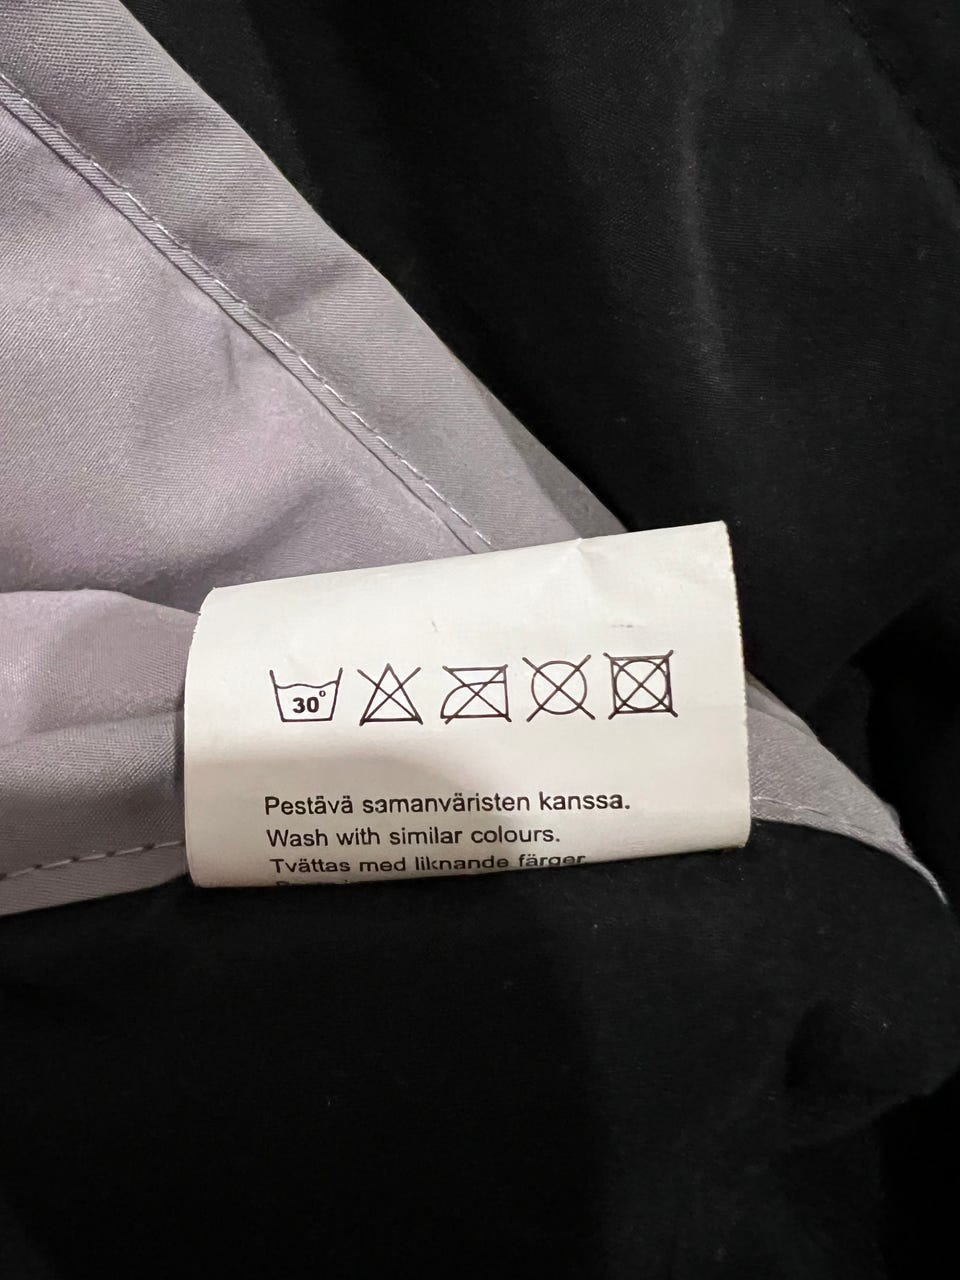 30°
Pestävä samanväristen kanssa.
Wash with similar colours.
Tvättas med liknande färger